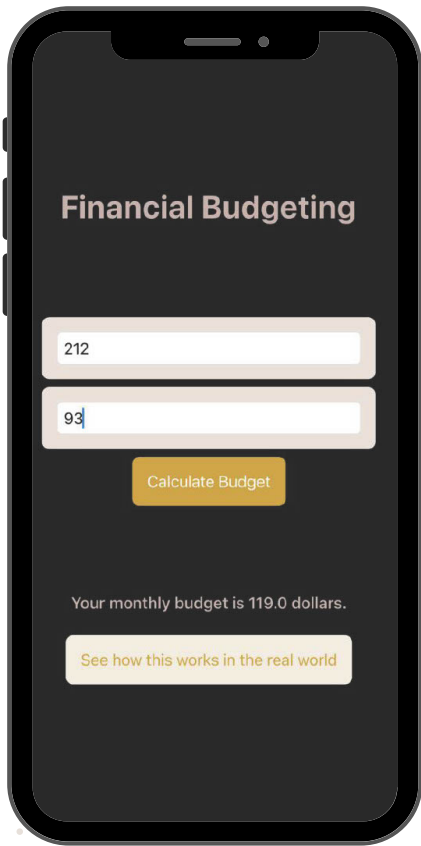 Financial Budgeting
212
93
Calculate Budget
Your monthly budget is 119.0 dollars.
See how this works in the real world